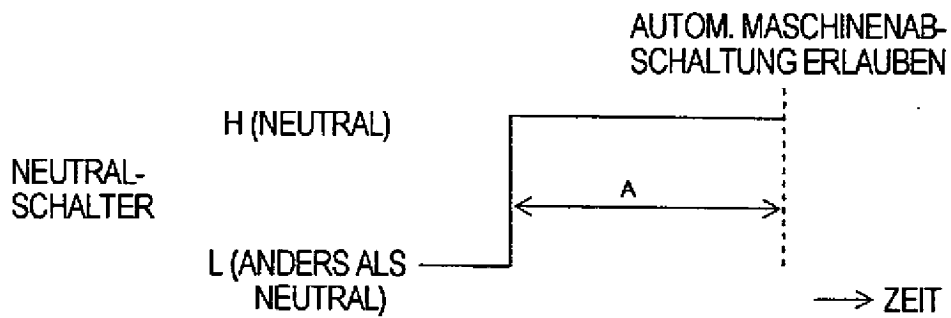 AUTOM. MASCHINENAB-
SCHALTUNG ERLAUBEN
H (NEUTRAL)
NEUTRAL-
SCHALTER
A
L (ANDERS ALS
NEUTRAL)
ZEIT